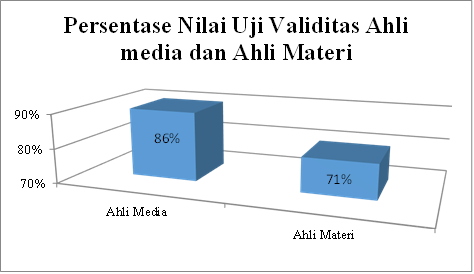 Persentase Nilai Uji Validitas Ahli
media dan Ahli Materi
90%
80%
70%
86%
71%
Ahli Media
Ahli Materi